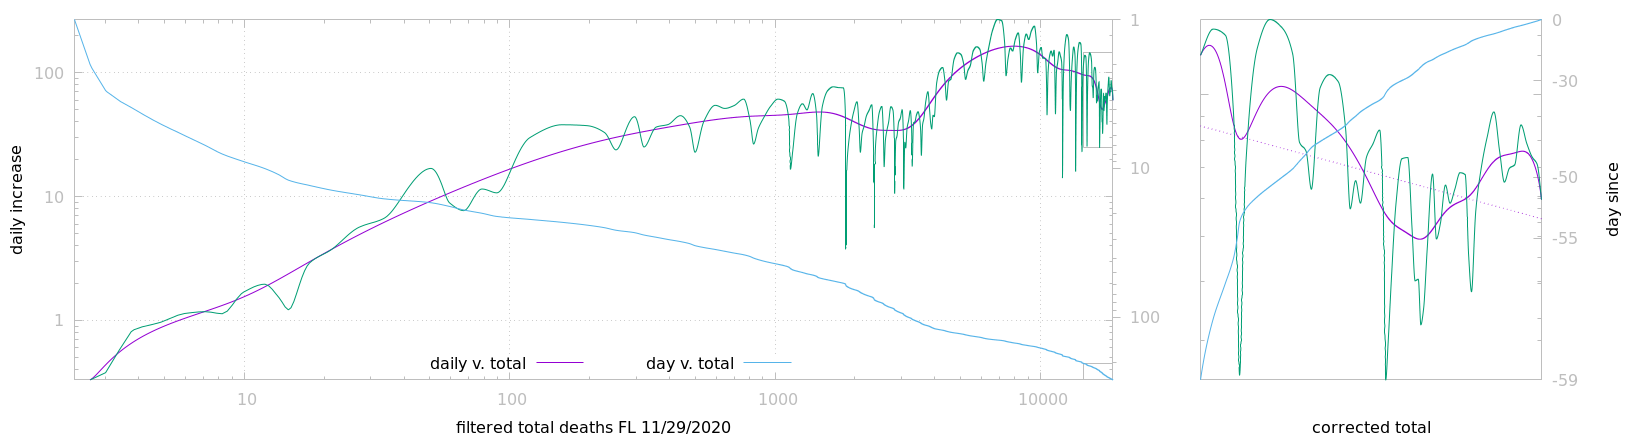 daily increase
100
10
1
10
100
1000
10000
filtered total deaths FL 11/29/2020
daily v. total
day v. total
1
10
100
0
-30
-50
-55
-59
day since
corrected total